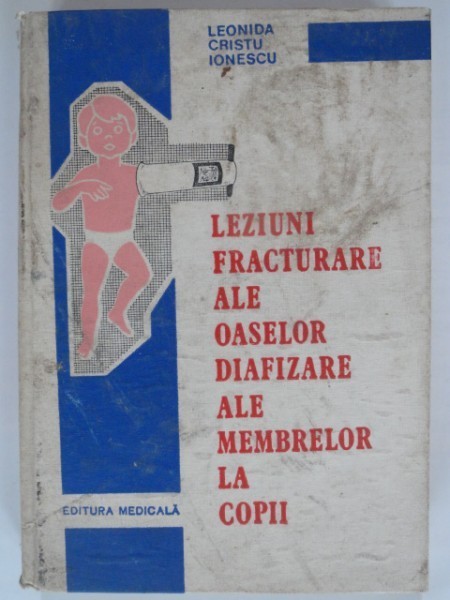 LEONIDA
CRISTU
IONESCU
LEZIUNI
FRACTURARE
ALE
OASELOR
DIAFIZARE
ALE
MEMBRELOR
LA
COPII
EDITURA MEDICALĂ